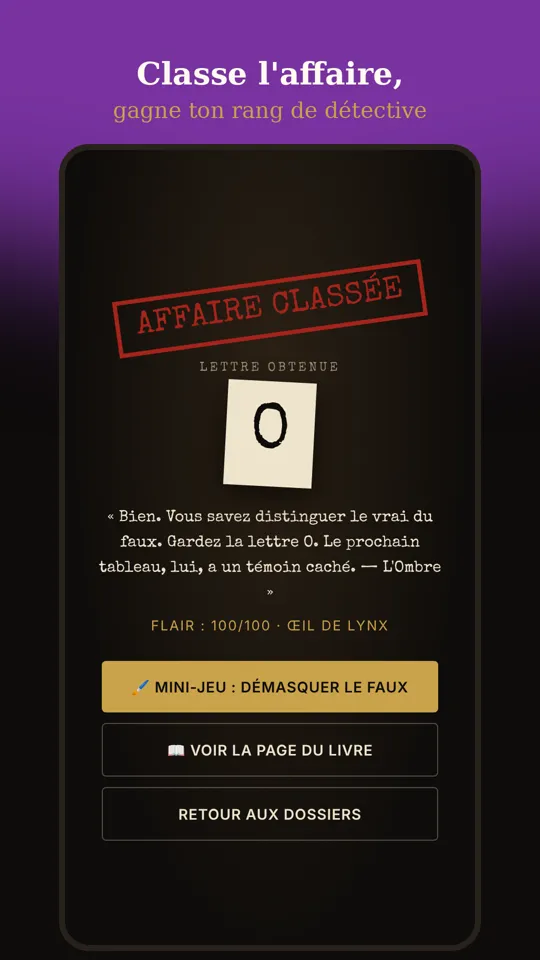 Classe l'affaire,
gagne ton rang de détective
AFFAIRE CLASSÉE
LETTRE OBTENUE
O
« Bien. Vous savez distinguer le vrai du
faux. Gardez la lettre O. Le prochain
tableau, lui, a un témoin caché. — L'Ombre
»
FLAIR : 100/100 · ŒIL DE LYNX
🖌️ MINI-JEU : DÉMASQUER LE FAUX
📖 VOIR LA PAGE DU LIVRE
RETOUR AUX DOSSIERS